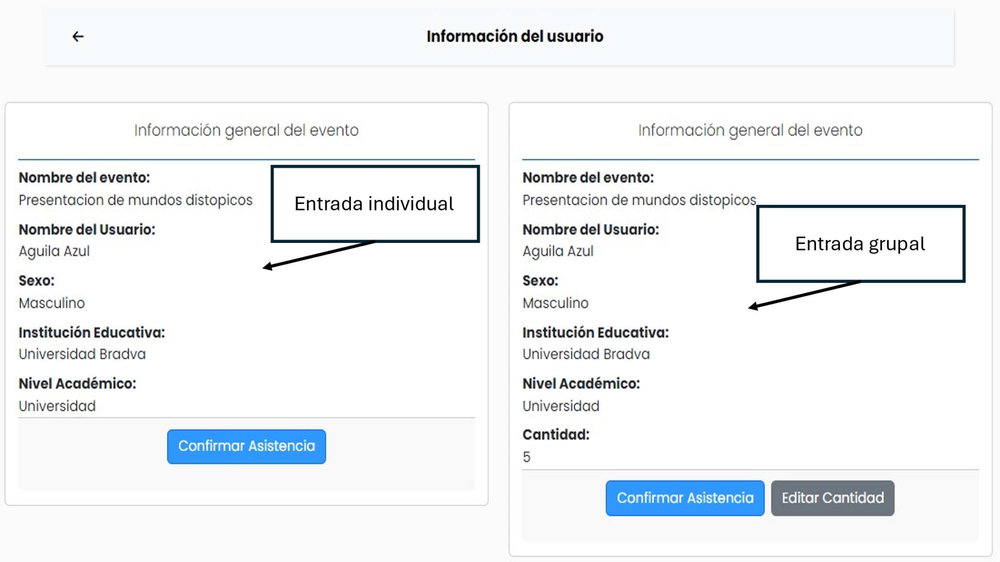 Información del usuario
Información general del evento
Nombre del evento:
Presentacion de mundos distopicos
Entrada individual
Nombre del Usuario:
Aguila Azul
Sexo:
Masculino
Institución Educativa:
Universidad Bradva
Nivel Académico:
Universidad
Confirmar Asistencia
Información general del evento
Nombre del evento:
Presentacion de mundos distopicos
Entrada grupal
Nombre del Usuario:
Aguila Azul
Sexo:
Masculino
Institución Educativa:
Universidad Bradva
Nivel Académico:
Universidad
Cantidad:
5
Confirmar Asistencia
Editar Cantidad